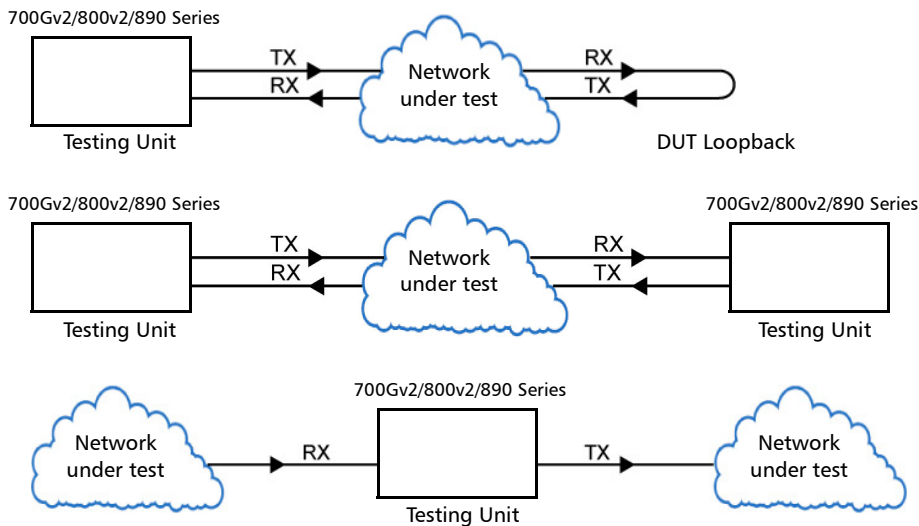 700Gv2/800v2/890 Series
TX
RX
Network
under test
RX
TX
Testing Unit
DUT Loopback
700Gv2/800v2/890 Series
700Gv2/800v2/890 Series
TX
RX
Network
under test
RX
TX
Testing Unit
Testing Unit
700Gv2/800v2/890 Series
Network
under test
RX
TX
Network
under test
Testing Unit